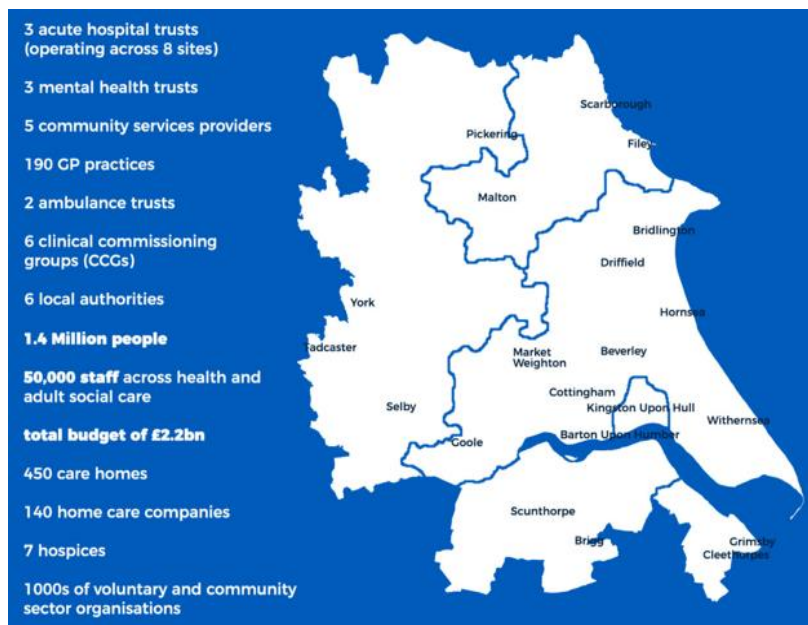 3 acute hospital trusts
(operating across 8 sites)
3 mental health trusts
5 community services providers
190 GP practices
2 ambulance trusts
6 clinical commissioning
groups (CCGs)
6 local authorities
1.4 Million people
50,000 staff across health and
adult social care
total budget of £2.2bn
450 care homes
140 home care companies
7 hospices
1000s of voluntary and community
sector organisations
Scarborough
Pickering
Filey
Malton
Bridlington
Driffield
York
Hornsea
Tadcaster
Market
Weighton
Beverley
Cottingham
Selby
Kingston Upon Hull
Withernsea
Goole
Barton Upon Humber
Scunthorpe
Brigg
Grimsby
Cleethorpes